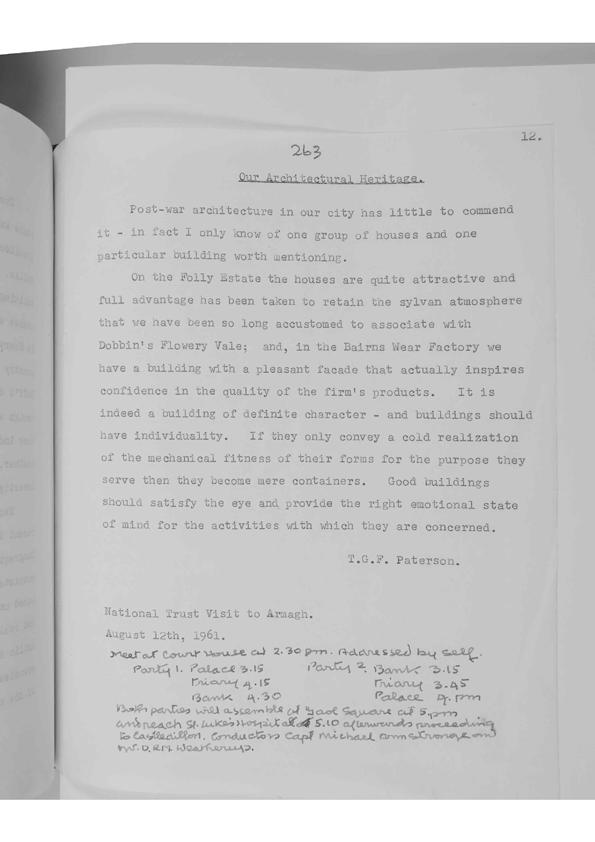 12.
263
Our Architectural Heritage.
Post-war architecture in our city has little to commend
it - in fact I only know of one group of houses and one
particular building worth mentioning.
On the Folly Estate the houses are quite attractive and
full advantage has been taken to retain the sylvan atmosphere
that we have been so long accustomed to associate with
Dobbin's Flowery Vale; and, in the Bairns Wear Factory we
have a building with a pleasant facade that actually inspires
confidence in the quality of the firm's products. It is
indeed a building of definite character - and buildings should
have individuality. If they only convey a cold realization
of the mechanical fitness of their forms for the purpose they
serve then they become mere containers. Good buildings
should satisfy the eye and provide the right emotional state
of mind for the activities with which they are concerned.
T.G.F. Paterson.
National Trust Visit to Armagh.
August 12th, 1961.
Meet at Court House at 2.30 pm. Addressed by self.
Party 1. Palace 3.15 Party 2. Bank 3.15
Friary 4.15 Friary 3.45
Bank 4.30 Palace 4. pm
Both parties will assemble at Gaol Square at 5 pm
and reach St. Luke's Hospital at 5.10 afterwards proceeding
to Castledillon. Conductors Capt Michael Armstrong and
Mr. D.R.M. Weatherup.